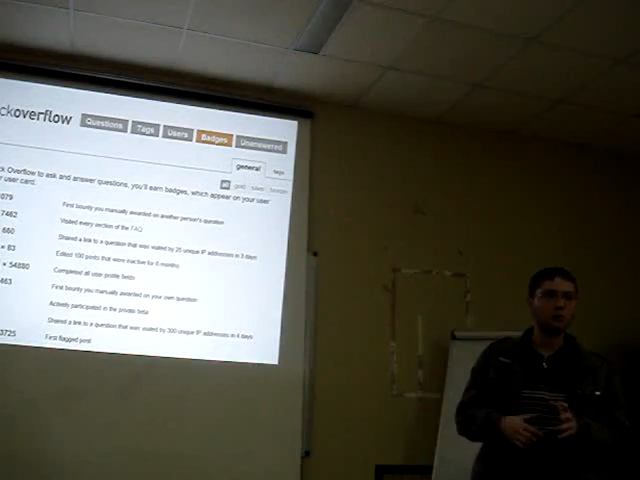 ckoverflow
Questions Tags Users Badges Unanswered
general tags
all gold silver bronze
ck Overflow to ask and answer questions, you'll earn badges, which appear on your
r user card.
079 First bounty you manually awarded on another person's question
7462 Visited every section of the FAQ
660 Shared a link to a question that was visited by 25 unique IP addresses in 3 days
× 83 Edited 100 posts that were inactive for 6 months
× 54880 Completed all user profile fields
463 First bounty you manually awarded on your own question
Actively participated in the private beta
Shared a link to a question that was visited by 300 unique IP addresses in 4 days
3725 First flagged post